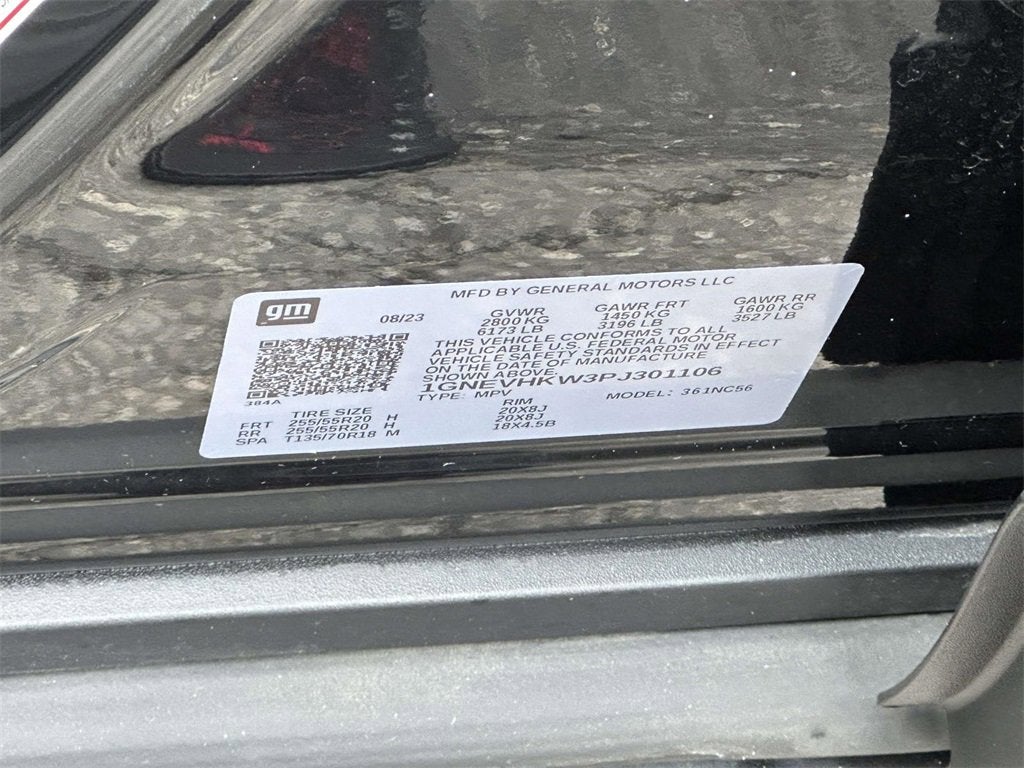 MFD BY GENERAL MOTORS LLC
gm
08/23
GVWR GAWR FRT GAWR RR
2800 KG 1450 KG 1600 KG
6173 LB 3196 LB 3527 LB
THIS VEHICLE CONFORMS TO ALL
APPLICABLE U.S. FEDERAL MOTOR
VEHICLE SAFETY STANDARDS IN EFFECT
ON THE DATE OF MANUFACTURE
SHOWN ABOVE.
1GNEVHKW3PJ301106
TYPE: MPV MODEL: 361NC56
384A
TIRE SIZE RIM
FRT 255/55R20 H 20X8J
RR 255/55R20 H 20X8J
SPA T135/70R18 M 18X4.5B